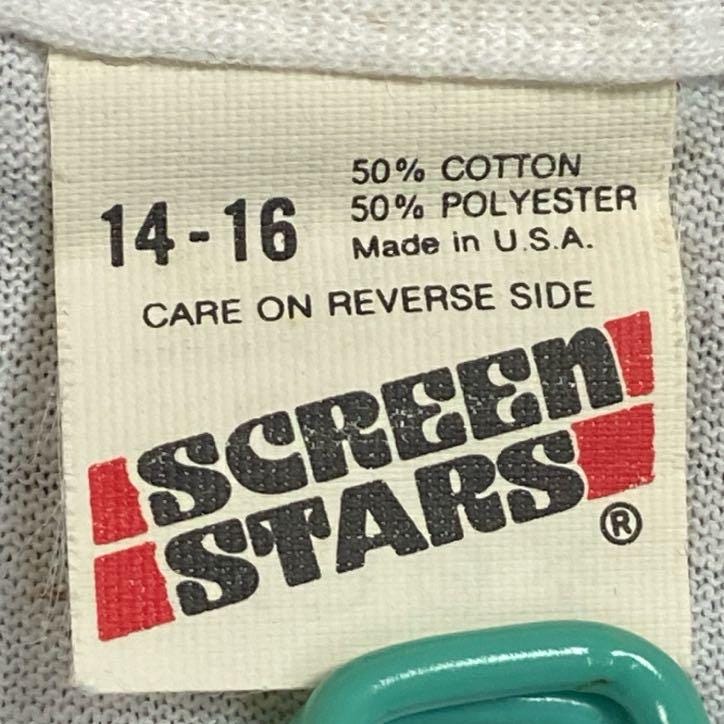 14-16
50% COTTON
50% POLYESTER
Made in U.S.A.
CARE ON REVERSE SIDE
SCREEN
STARS
®